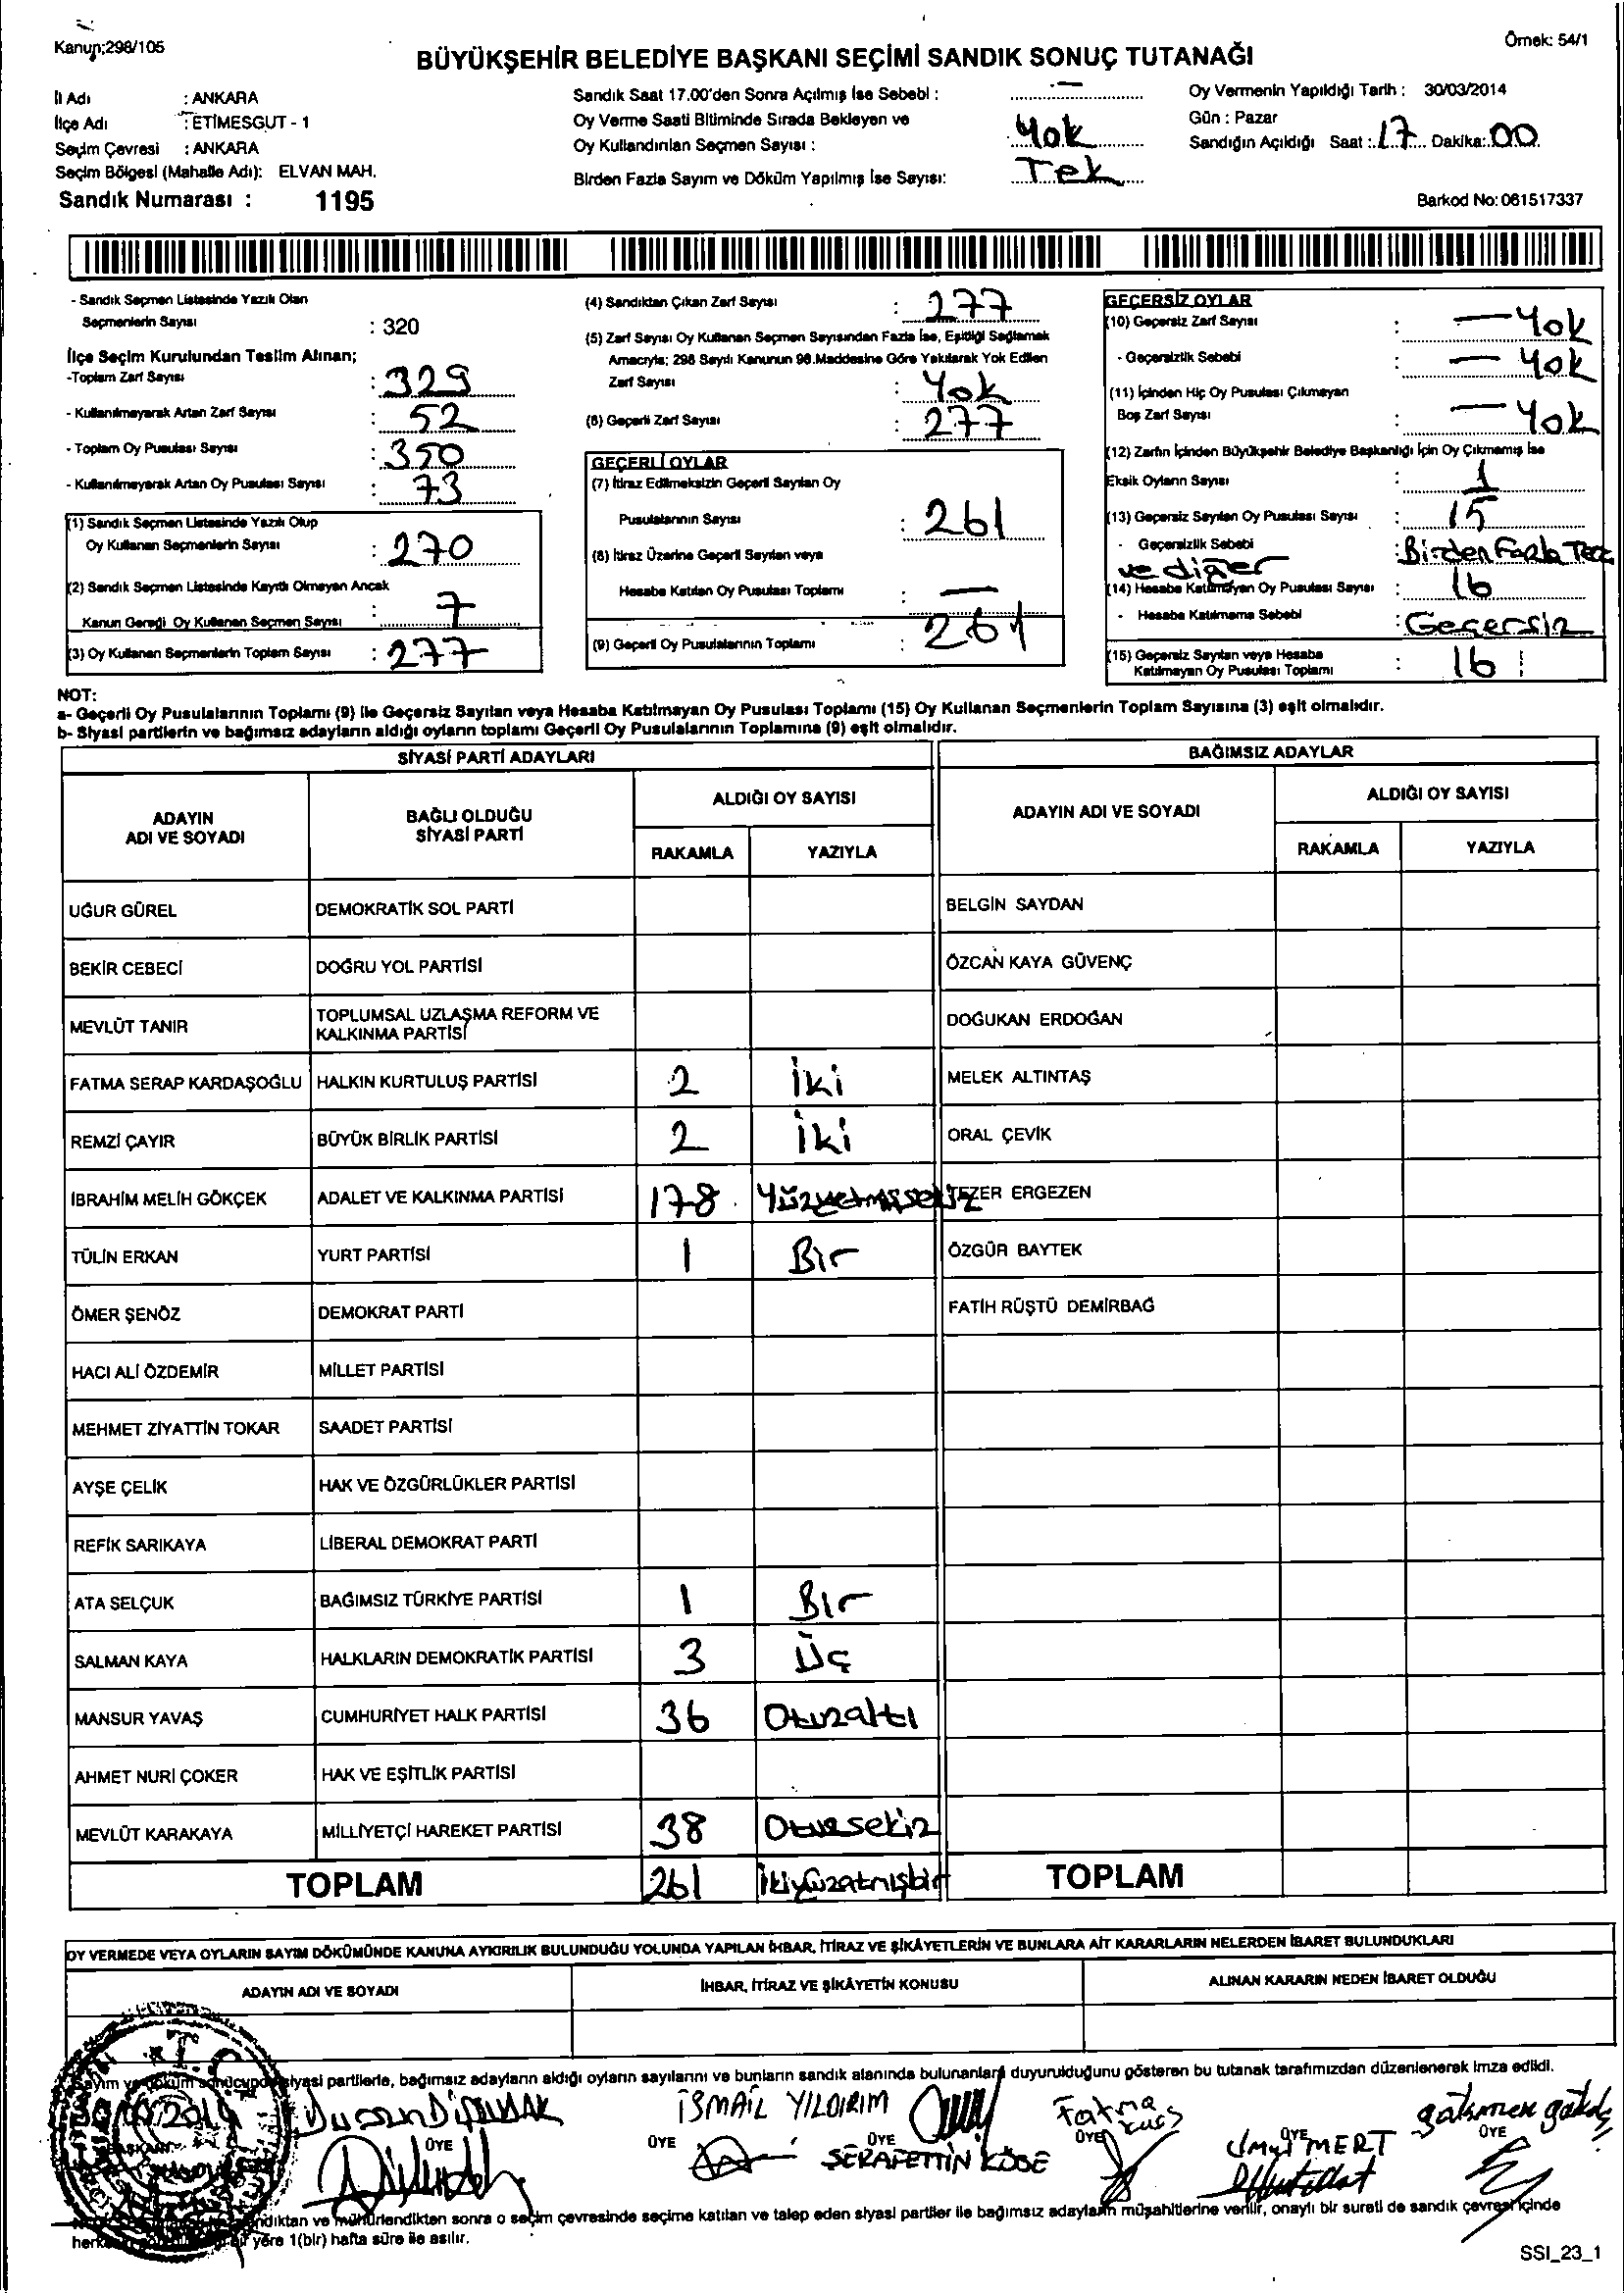 Kanun;298/105
Örnek: 54/1
BÜYÜKŞEHİR BELEDİYE BAŞKANI SEÇİMİ SANDIK SONUÇ TUTANAĞI
İl Adı : ANKARA
İlçe Adı : ETİMESGUT - 1
Seçim Çevresi : ANKARA
Seçim Bölgesi (Mahalle Adı): ELVAN MAH.
Sandık Numarası : 1195
Sandık Saat 17.00'den Sonra Açılmış İse Sebebi : —
Oy Verme Saati Bitiminde Sırada Bekleyen ve
Oy Kullandırılan Seçmen Sayısı : Yok
Birden Fazla Sayım ve Döküm Yapılmış İse Sayısı: Tek
Oy Vermenin Yapıldığı Tarih : 30/03/2014
Gün : Pazar
Sandığın Açıldığı Saat : 17 Dakika: 00
Barkod No: 061517337
- Sandık Seçmen Listesinde Yazılı Olan
Seçmenlerin Sayısı : 320
İlçe Seçim Kurulundan Teslim Alınan;
-Toplam Zarf Sayısı : 329
- Kullanılmayarak Artan Zarf Sayısı : 52
- Toplam Oy Pusulası Sayısı : 350
- Kullanılmayarak Artan Oy Pusulası Sayısı : 73
(1) Sandık Seçmen Listesinde Yazılı Olup
Oy Kullanan Seçmenlerin Sayısı : 270
(2) Sandık Seçmen Listesinde Kayıtlı Olmayan Ancak
Kanun Gereği Oy Kullanan Seçmen Sayısı : 7
(3) Oy Kullanan Seçmenlerin Toplam Sayısı : 277
(4) Sandıktan Çıkan Zarf Sayısı : 277
(5) Zarf Sayısı Oy Kullanan Seçmen Sayısından Fazla İse, Eşitliği Sağlamak
Amacıyla; 298 Sayılı Kanunun 98.Maddesine Göre Yakılarak Yok Edilen
Zarf Sayısı : Yok
(6) Geçerli Zarf Sayısı : 277
GEÇERLİ OYLAR
(7) İtiraz Edilmeksizin Geçerli Sayılan Oy
Pusulalarının Sayısı : 261
(8) İtiraz Üzerine Geçerli Sayılan veya
Hesaba Katılan Oy Pusulası Toplamı : —
(9) Geçerli Oy Pusulalarının Toplamı : 261
GEÇERSİZ OYLAR
(10) Geçersiz Zarf Sayısı : — Yok
- Geçersizlik Sebebi : — Yok
(11) İçinden Hiç Oy Pusulası Çıkmayan
Boş Zarf Sayısı : — Yok
(12) Zarfın İçinden Büyükşehir Belediye Başkanlığı İçin Oy Çıkmamış İse
Eksik Oyların Sayısı : 1
(13) Geçersiz Sayılan Oy Pusulası Sayısı : 15
- Geçersizlik Sebebi : Birden Fazla Ter
ve diğer
(14) Hesaba Katılmayan Oy Pusulası Sayısı : 16
- Hesaba Katılmama Sebebi : Geçersiz
(15) Geçersiz Sayılan veya Hesaba
Katılmayan Oy Pusulası Toplamı : 16
NOT:
a- Geçerli Oy Pusulalarının Toplamı (9) ile Geçersiz Sayılan veya Hesaba Katılmayan Oy Pusulası Toplamı (15) Oy Kullanan Seçmenlerin Toplam Sayısına (3) eşit olmalıdır.
b- Siyasi partilerin ve bağımsız adayların aldığı oyların toplamı Geçerli Oy Pusulalarının Toplamına (9) eşit olmalıdır.
SİYASİ PARTİ ADAYLARI
BAĞIMSIZ ADAYLAR
ADAYIN ADI VE SOYADI
BAĞLI OLDUĞU SİYASİ PARTİ
ALDIĞI OY SAYISI
RAKAMLA YAZIYLA
ADAYIN ADI VE SOYADI
ALDIĞI OY SAYISI
RAKAMLA YAZIYLA
UĞUR GÜREL DEMOKRATİK SOL PARTİ BELGİN SAYDAN
BEKİR CEBECİ DOĞRU YOL PARTİSİ ÖZCAN KAYA GÜVENÇ
MEVLÜT TANIR TOPLUMSAL UZLAŞMA REFORM VE KALKINMA PARTİSİ DOĞUKAN ERDOĞAN
FATMA SERAP KARDAŞOĞLU HALKIN KURTULUŞ PARTİSİ 2 İki MELEK ALTINTAŞ
REMZİ ÇAYIR BÜYÜK BİRLİK PARTİSİ 2 İki ORAL ÇEVİK
İBRAHİM MELİH GÖKÇEK ADALET VE KALKINMA PARTİSİ 178 Yüzyetmişsekiz TEZER ERGEZEN
TÜLİN ERKAN YURT PARTİSİ 1 Bir ÖZGÜR BAYTEK
ÖMER ŞENÖZ DEMOKRAT PARTİ FATİH RÜŞTÜ DEMİRBAĞ
HACI ALİ ÖZDEMİR MİLLET PARTİSİ
MEHMET ZİYATTİN TOKAR SAADET PARTİSİ
AYŞE ÇELİK HAK VE ÖZGÜRLÜKLER PARTİSİ
REFİK SARIKAYA LİBERAL DEMOKRAT PARTİ
ATA SELÇUK BAĞIMSIZ TÜRKİYE PARTİSİ 1 Bir
SALMAN KAYA HALKLARIN DEMOKRATİK PARTİSİ 3 Üç
MANSUR YAVAŞ CUMHURİYET HALK PARTİSİ 36 Otuzaltı
AHMET NURİ ÇOKER HAK VE EŞİTLİK PARTİSİ
MEVLÜT KARAKAYA MİLLİYETÇİ HAREKET PARTİSİ 38 Otuzsekiz
TOPLAM 261 İkiyüzatmışbir TOPLAM
OY VERMEDE VEYA OYLARIN SAYIM DÖKÜMÜNDE KANUNA AYKIRILIK BULUNDUĞU YOLUNDA YAPILAN İHBAR, İTİRAZ VE ŞİKÂYETLERİN VE BUNLARA AİT KARARLARIN NELERDEN İBARET BULUNDUKLARI
ADAYIN ADI VE SOYADI İHBAR, İTİRAZ VE ŞİKÂYETİN KONUSU ALINAN KARARIN NEDEN İBARET OLDUĞU
T.C.
Sayım ve döküm sonucunda siyasi partilerle, bağımsız adayların aldığı oyların sayılarını ve bunların sandık alanında bulunanlara duyurulduğunu gösteren bu tutanak tarafımızdan düzenlenerek imza edildi.
Dursun İSMAİL YILDIRIM Fatma
ÜYE ÜYE ÜYE ÜYE ÜYE ÜYE
SERAFETTİN KÖSE Umut MERT
ve mühürlendikten sonra o seçim çevresinde seçime katılan ve talep eden siyasi partiler ile bağımsız adayların müşahitlerine verilir, onaylı bir sureti de sandık çevresi içinde
bir yere 1(bir) hafta süre ile asılır.
SSI_23_1